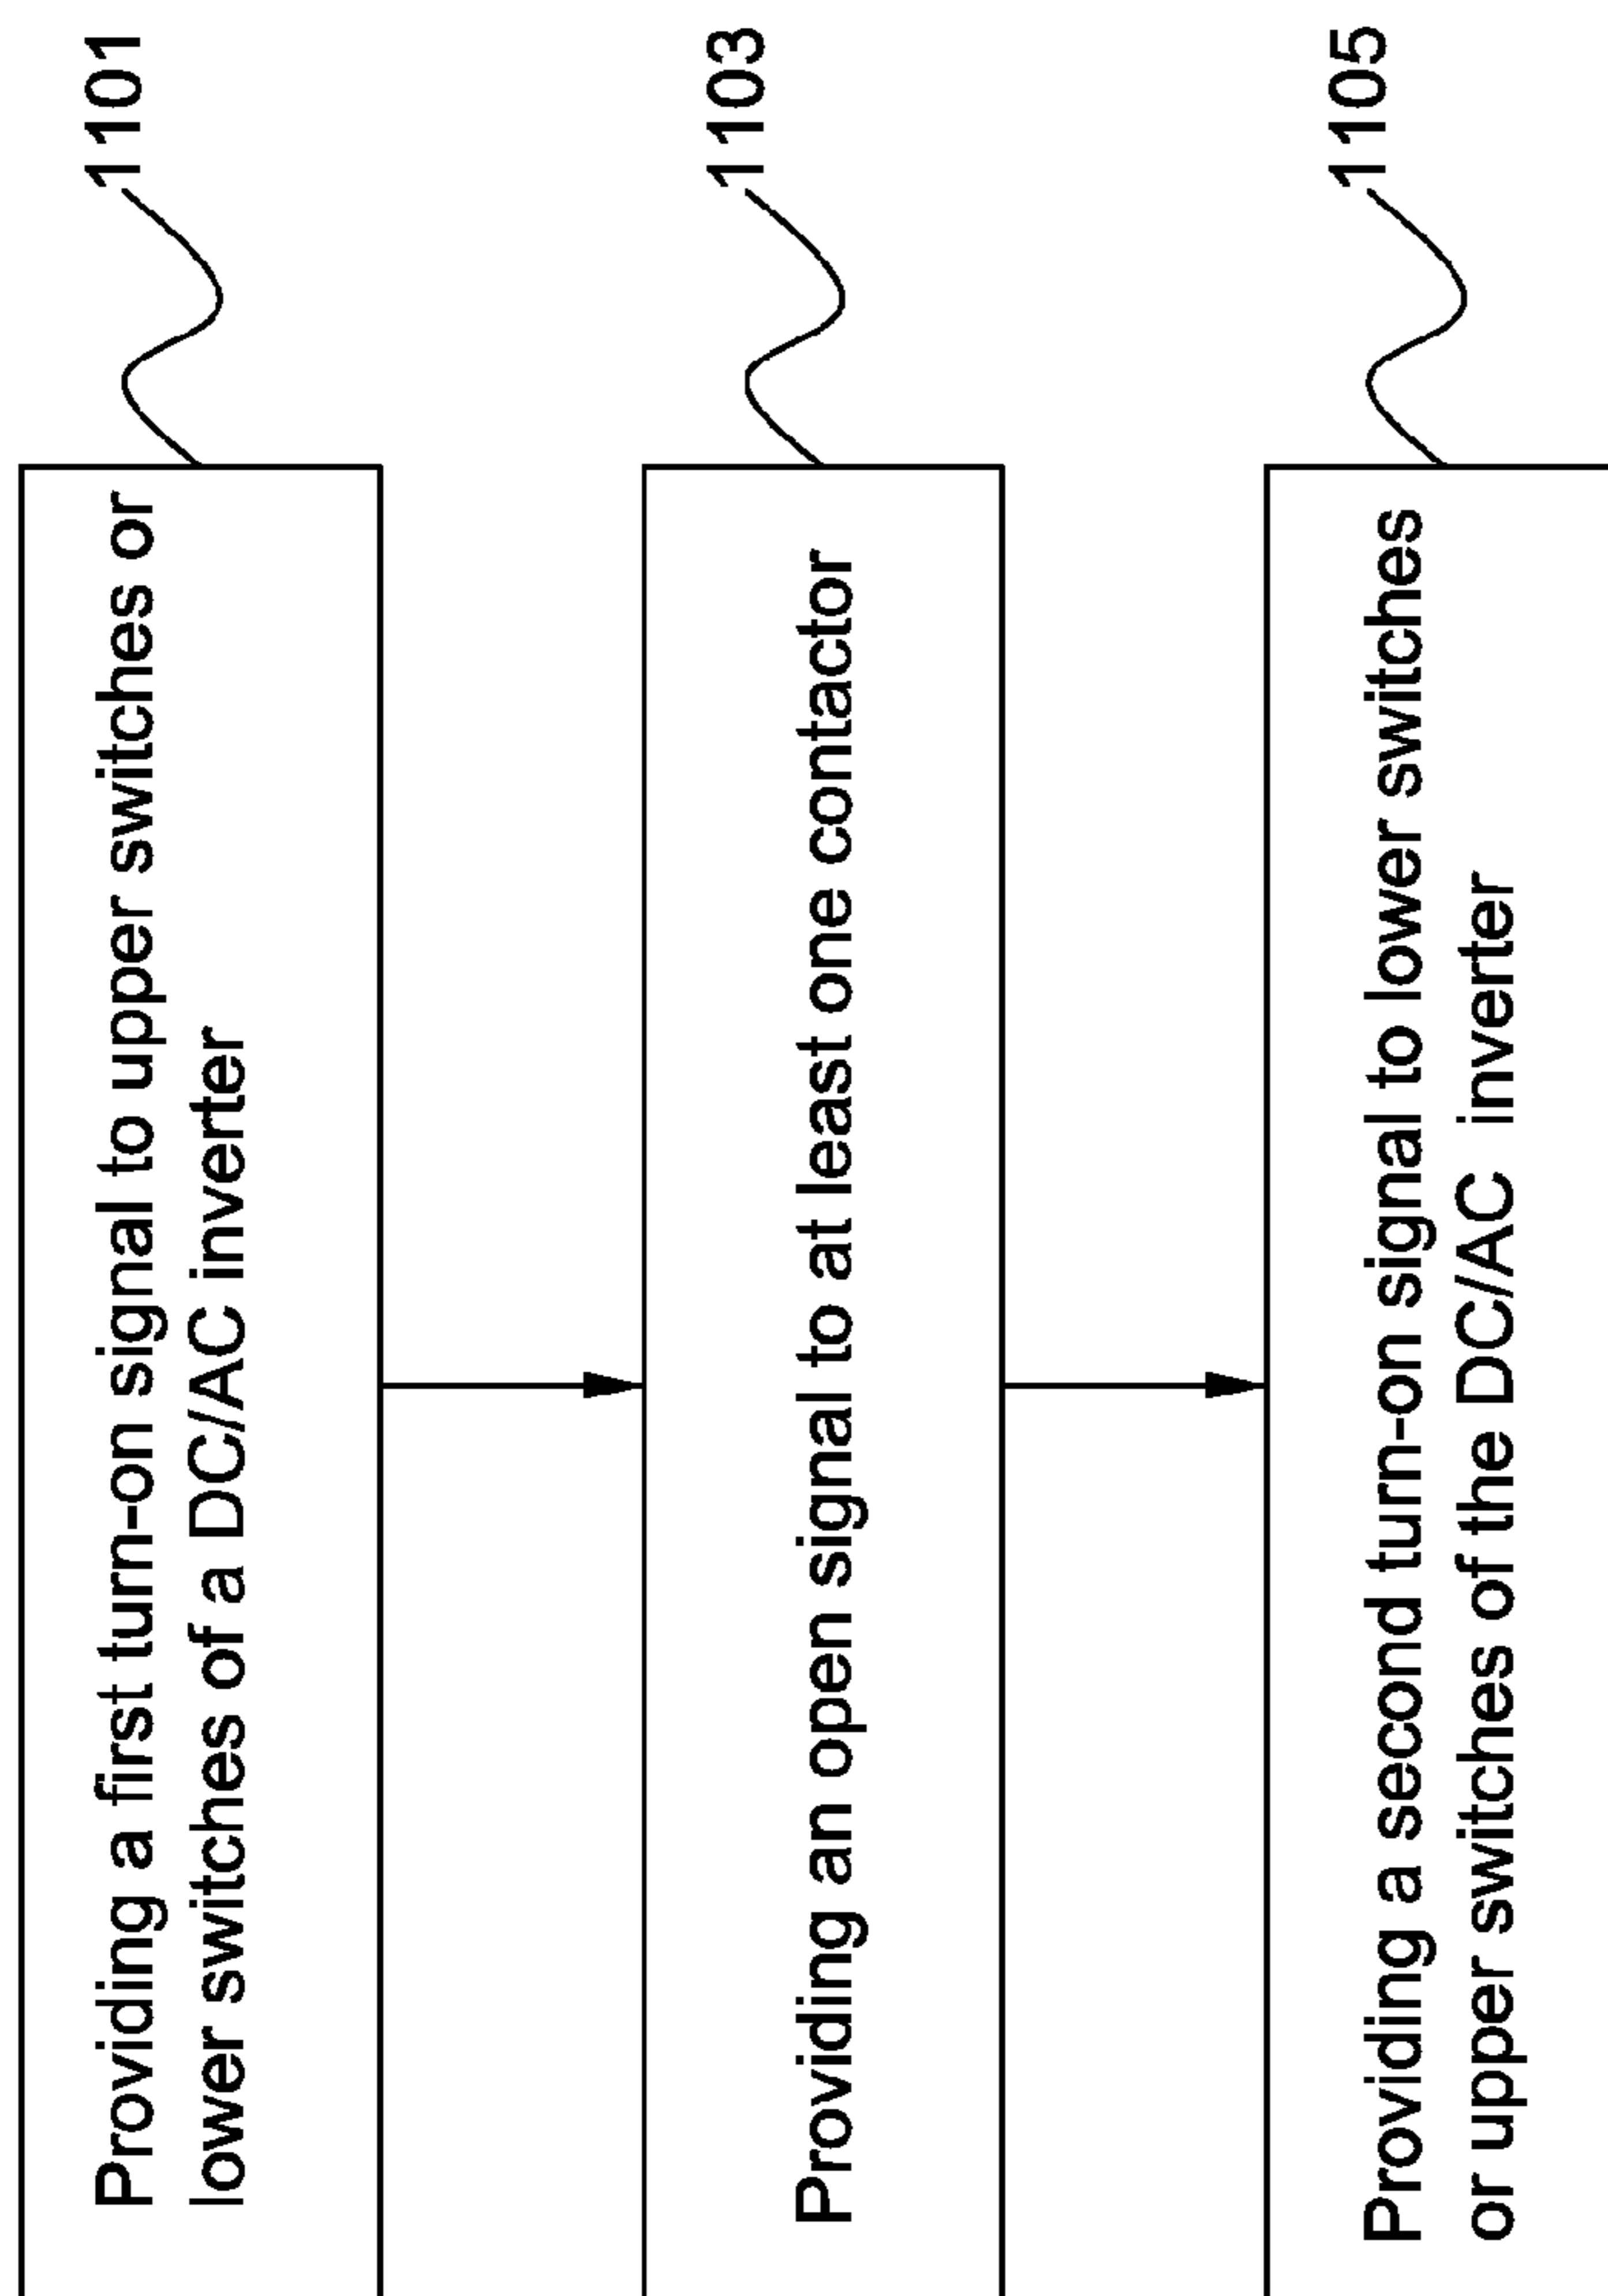 Providing a first turn-on signal to upper switches or
lower switches of a DC/AC inverter
1101
Providing an open signal to at least one contactor
1103
Providing a second turn-on signal to lower switches
or upper switches of the DC/AC inverter
1105